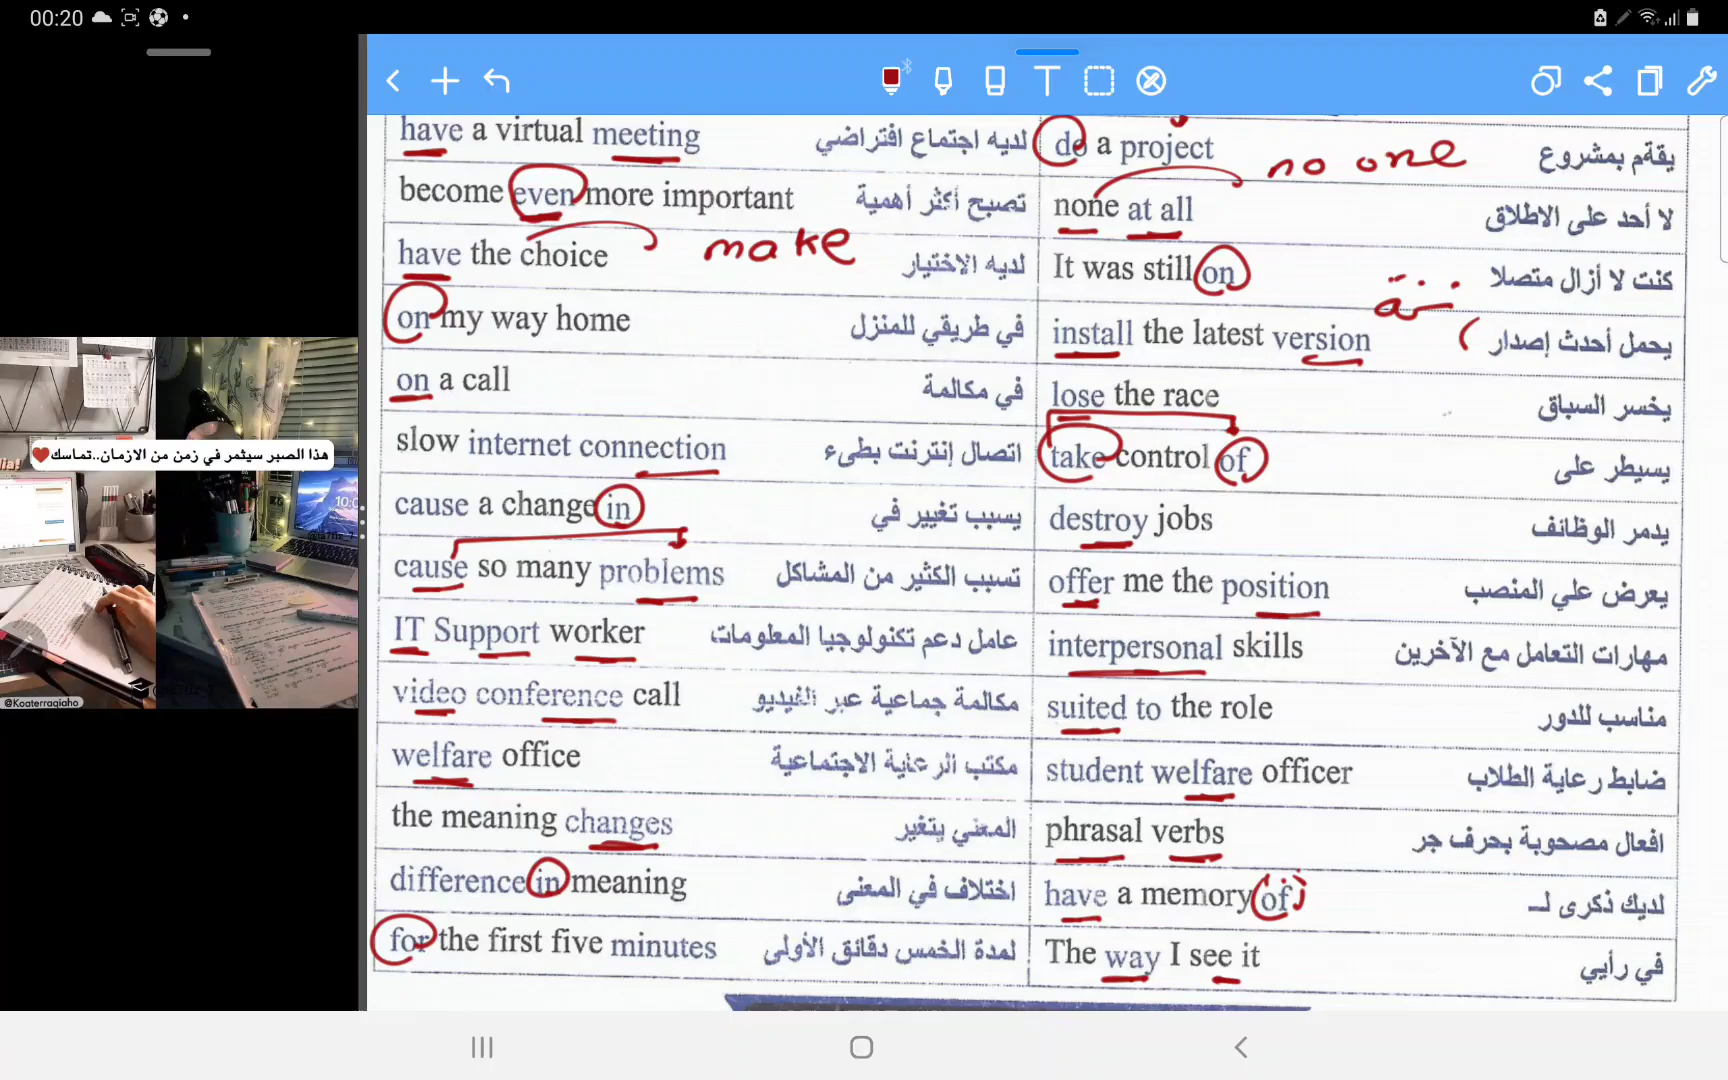 00:20
have a virtual meeting لديه اجتماع افتراضي
do a project يقةم بمشروع
no one
become even more important تصبح أكثر أهمية
none at all لا أحد على الاطلاق
make
have the choice لديه الاختيار
It was still on كنت لا أزال متصلا
on my way home في طريقي للمنزل
install the latest version يحمل أحدث إصدار
on a call في مكالمة
lose the race يخسر السباق
slow internet connection اتصال إنترنت بطىء
take control of يسيطر على
cause a change in يسبب تغيير في
destroy jobs يدمر الوظائف
cause so many problems تسبب الكثير من المشاكل
offer me the position يعرض علي المنصب
IT Support worker عامل دعم تكنولوجيا المعلومات
interpersonal skills مهارات التعامل مع الآخرين
video conference call مكالمة جماعية عبر الفيديو
suited to the role مناسب للدور
welfare office مكتب الرعاية الاجتماعية
student welfare officer ضابط رعاية الطلاب
the meaning changes المعني يتغير
phrasal verbs افعال مصحوبة بحرف جر
difference in meaning اختلاف في المعنى
have a memory of لديك ذكرى لــ
for the first five minutes لمدة الخمس دقائق الأولى
The way I see it في رأيي
هذا الصبر سيثمر في زمن من الازمان..تماسك❤
@Koaterraqiaho